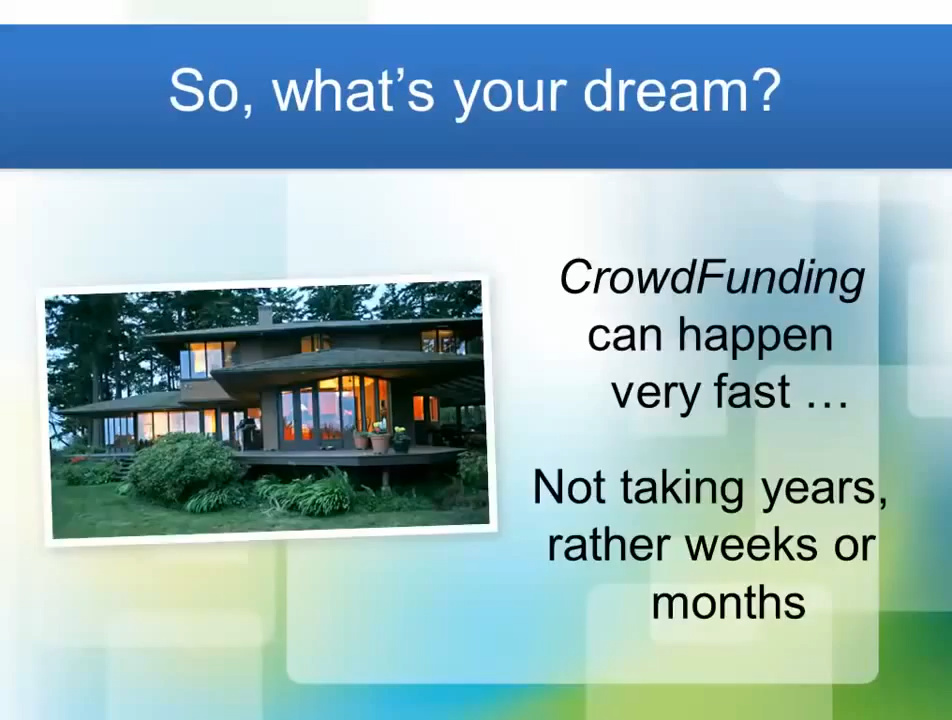 So, what’s your dream?
CrowdFunding
can happen
very fast …
Not taking years,
rather weeks or
months